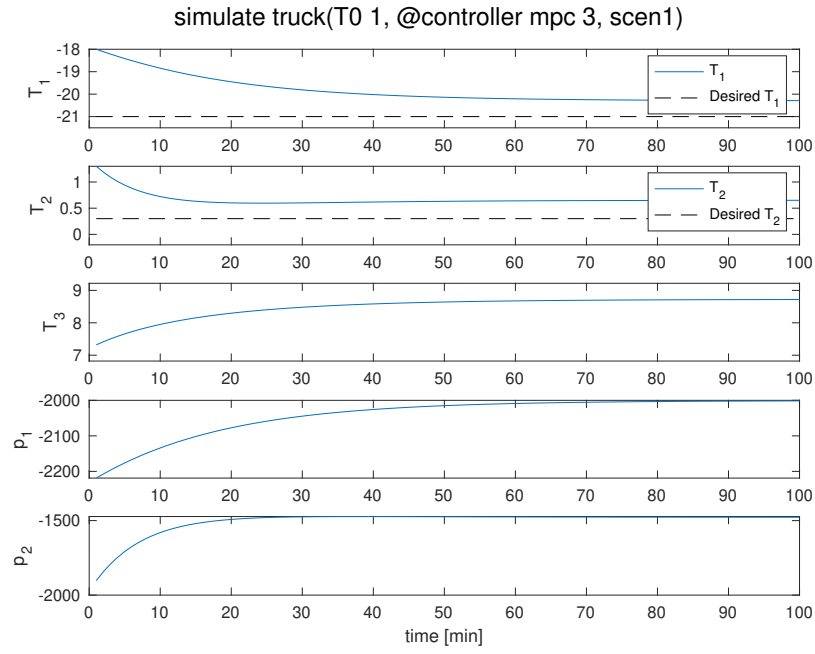 simulate truck(T0 1, @controller mpc 3, scen1)
-18
-19
-20
-21
T1
T1
Desired T1
0 10 20 30 40 50 60 70 80 90 100
1
0.5
0
T2
T2
Desired T2
0 10 20 30 40 50 60 70 80 90 100
9
8
7
T3
0 10 20 30 40 50 60 70 80 90 100
-2000
-2100
-2200
p1
0 10 20 30 40 50 60 70 80 90 100
-1500
-2000
p2
0 10 20 30 40 50 60 70 80 90 100
time [min]